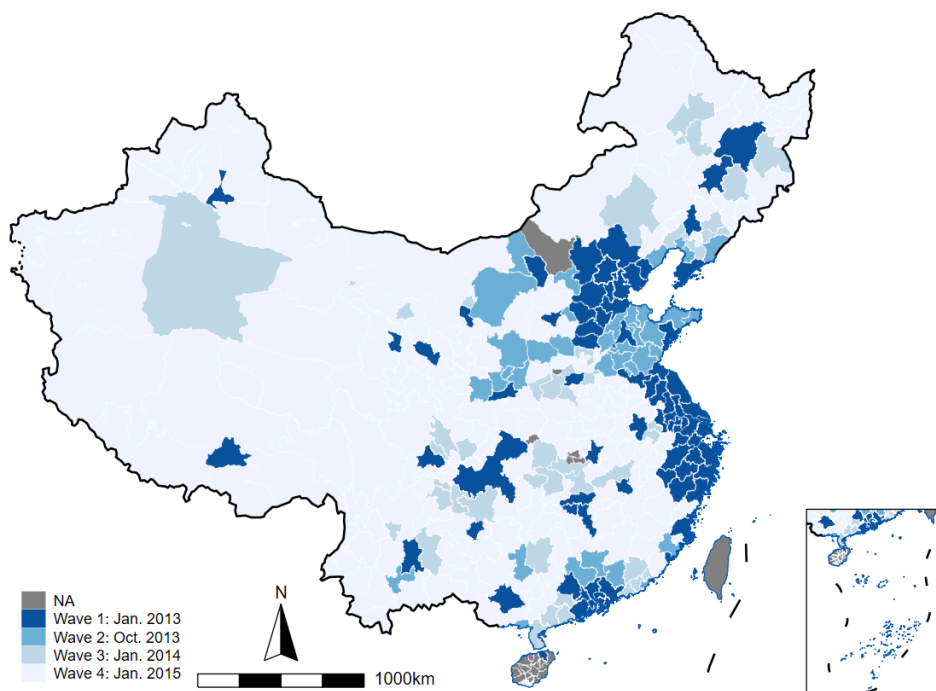 N
NA
Wave 1: Jan. 2013
Wave 2: Oct. 2013
Wave 3: Jan. 2014
Wave 4: Jan. 2015
1000km